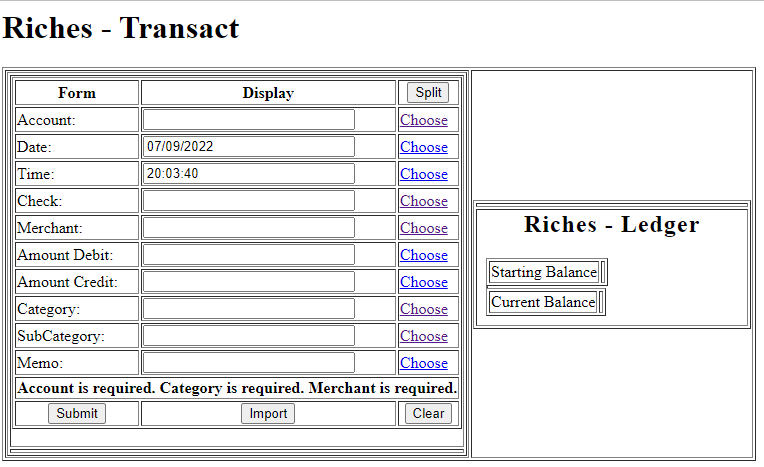 Riches - Transact
Form Display Split
Account: Choose
Date: 07/09/2022 Choose
Time: 20:03:40 Choose
Check: Choose
Merchant: Choose
Amount Debit: Choose
Amount Credit: Choose
Category: Choose
SubCategory: Choose
Memo: Choose
Account is required. Category is required. Merchant is required.
Submit Import Clear
Riches - Ledger
Starting Balance
Current Balance